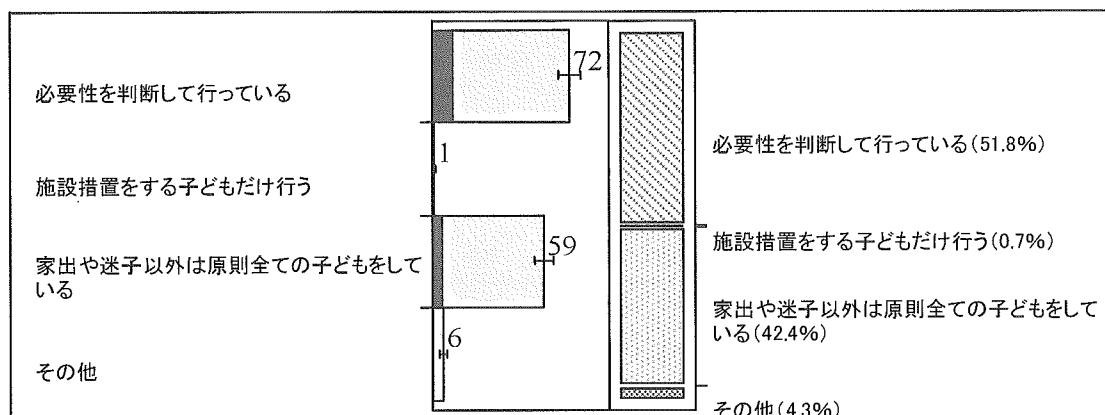 必要性を判断して行っている
72
1
施設措置をする子どもだけ行う
59
家出や迷子以外は原則全ての子どもをして
いる
6
その他
必要性を判断して行っている(51.8%)
施設措置をする子どもだけ行う(0.7%)
家出や迷子以外は原則全ての子どもをして
いる(42.4%)
その他(4.3%)